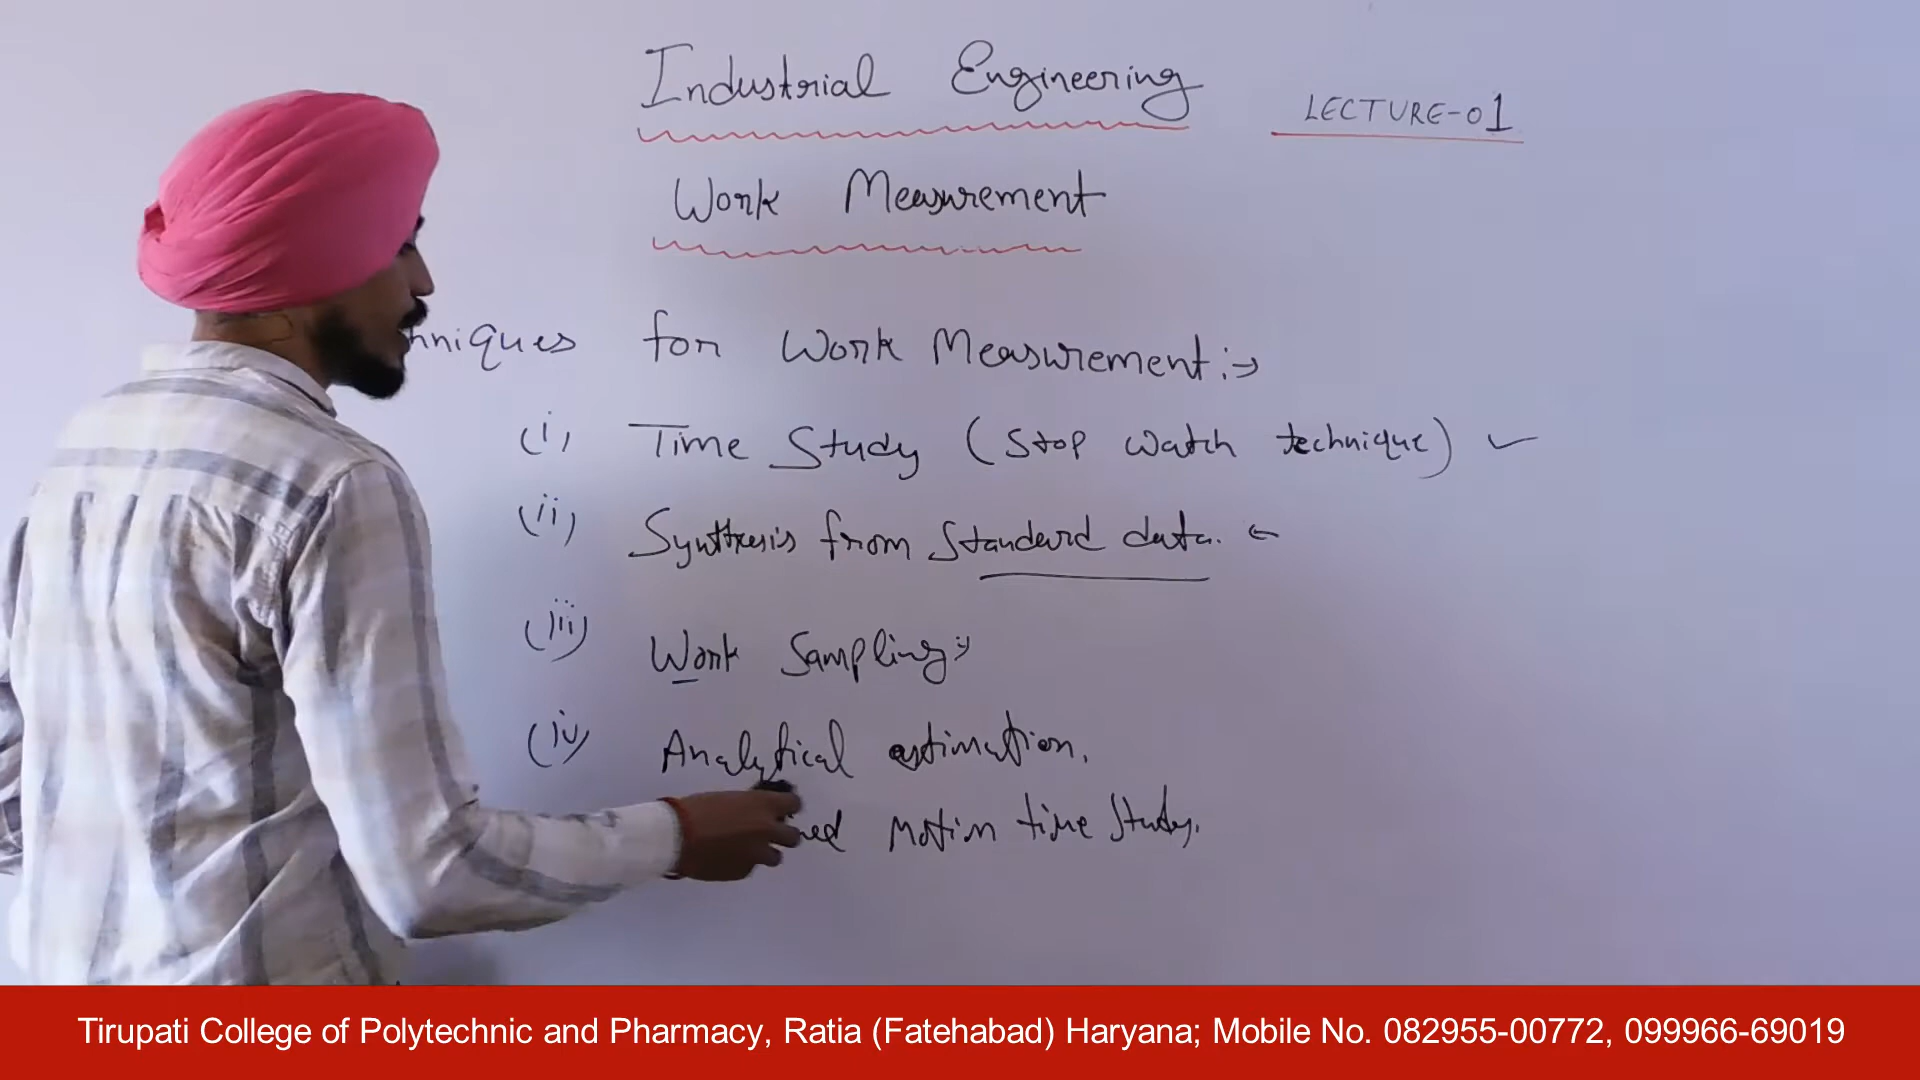 Industrial Engineering
LECTURE-01
Work Measurement
hniques for Work Measurement:->
(i) Time Study (Stop Watch technique)
(ii) Synthesis from Standard data. ←
(iii) Work Sampling:-
(iv) Analytical estimation.
ned Motion time Study.
Tirupati College of Polytechnic and Pharmacy, Ratia (Fatehabad) Haryana; Mobile No. 082955-00772, 099966-69019